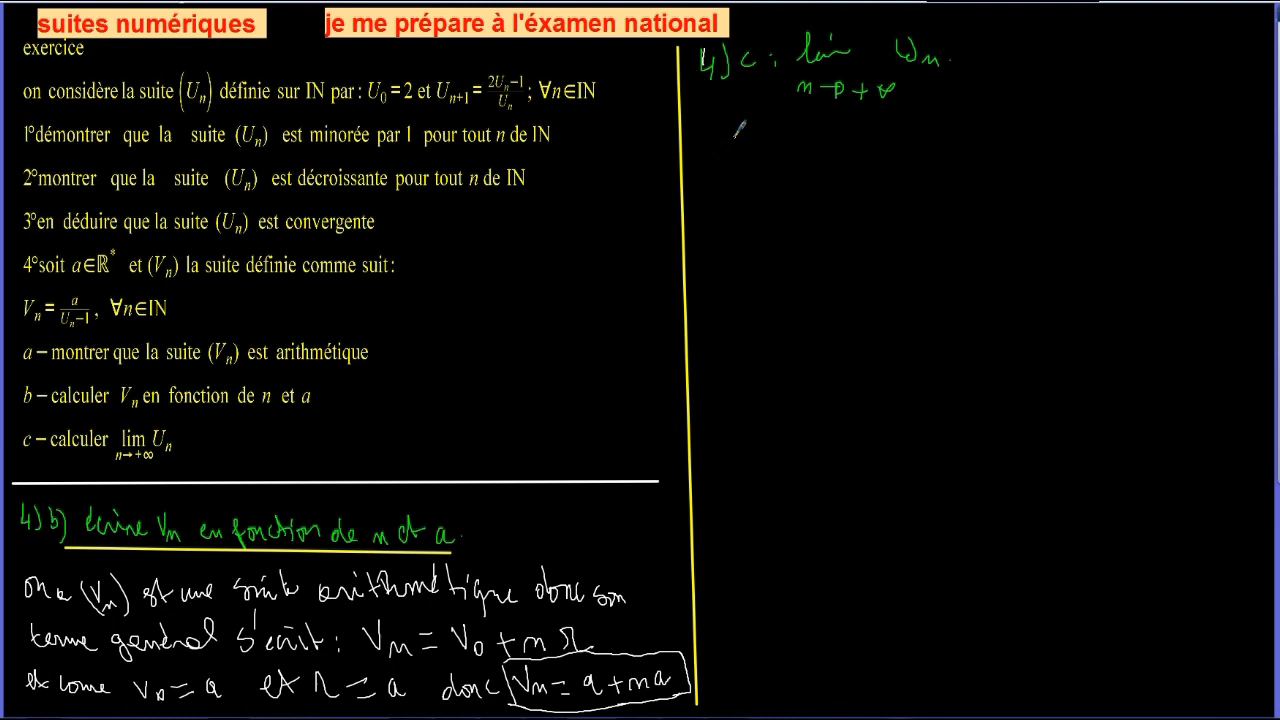 suites numériques
je me prépare à l'éxamen national
exercice
on considère la suite (Uₙ) définie sur IN par : U₀ = 2 et Uₙ₊₁ = (2Uₙ−1)/Uₙ ; ∀n∈IN
1°démontrer que la suite (Uₙ) est minorée par 1 pour tout n de IN
2°montrer que la suite (Uₙ) est décroissante pour tout n de IN
3°en déduire que la suite (Uₙ) est convergente
4°soit a∈ℝ* et (Vₙ) la suite définie comme suit :
Vₙ = a/(Uₙ−1) , ∀n∈IN
a – montrer que la suite (Vₙ) est arithmétique
b – calculer Vₙ en fonction de n et a
c – calculer lim Uₙ
n→+∞
4) b) écrire Vn en fonction de n et a.
on a (Vn) est une suite arithmétique donc son
terme général s'écrit : Vn = V0 + n r
et comme V0 = a et r = a donc Vn = a + na
4) c : lim Un.
n → +∞